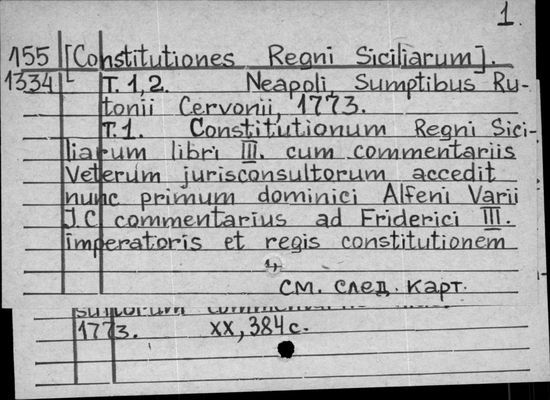 1.
155 [Constitutiones Regni Siciliarum].
1334 T. 1, 2. Neapoli, Sumptibus Ru-
tonii Cervonii, 1773.
T. 1. Constitutionum Regni Sici-
liarum libri III. cum commentariis
Veterum jurisconsultorum accedit
nunc primum dominici Alfeni Varii
J.C. commentarius ad Friderici III.
imperatoris et regis constitutionem
см. след. карт.
1773. XX, 384 с.